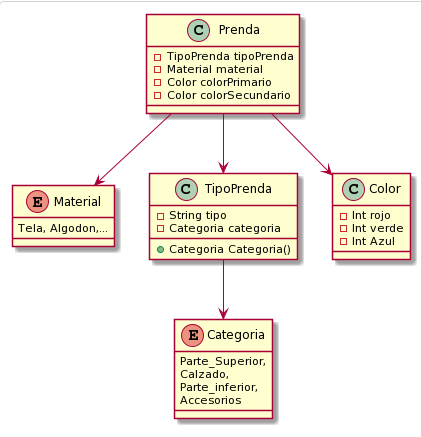 C Prenda
TipoPrenda tipoPrenda
Material material
Color colorPrimario
Color colorSecundario
E Material
Tela, Algodon,...
C TipoPrenda
String tipo
Categoria categoria
Categoria Categoria()
C Color
Int rojo
Int verde
Int Azul
E Categoria
Parte_Superior,
Calzado,
Parte_inferior,
Accesorios